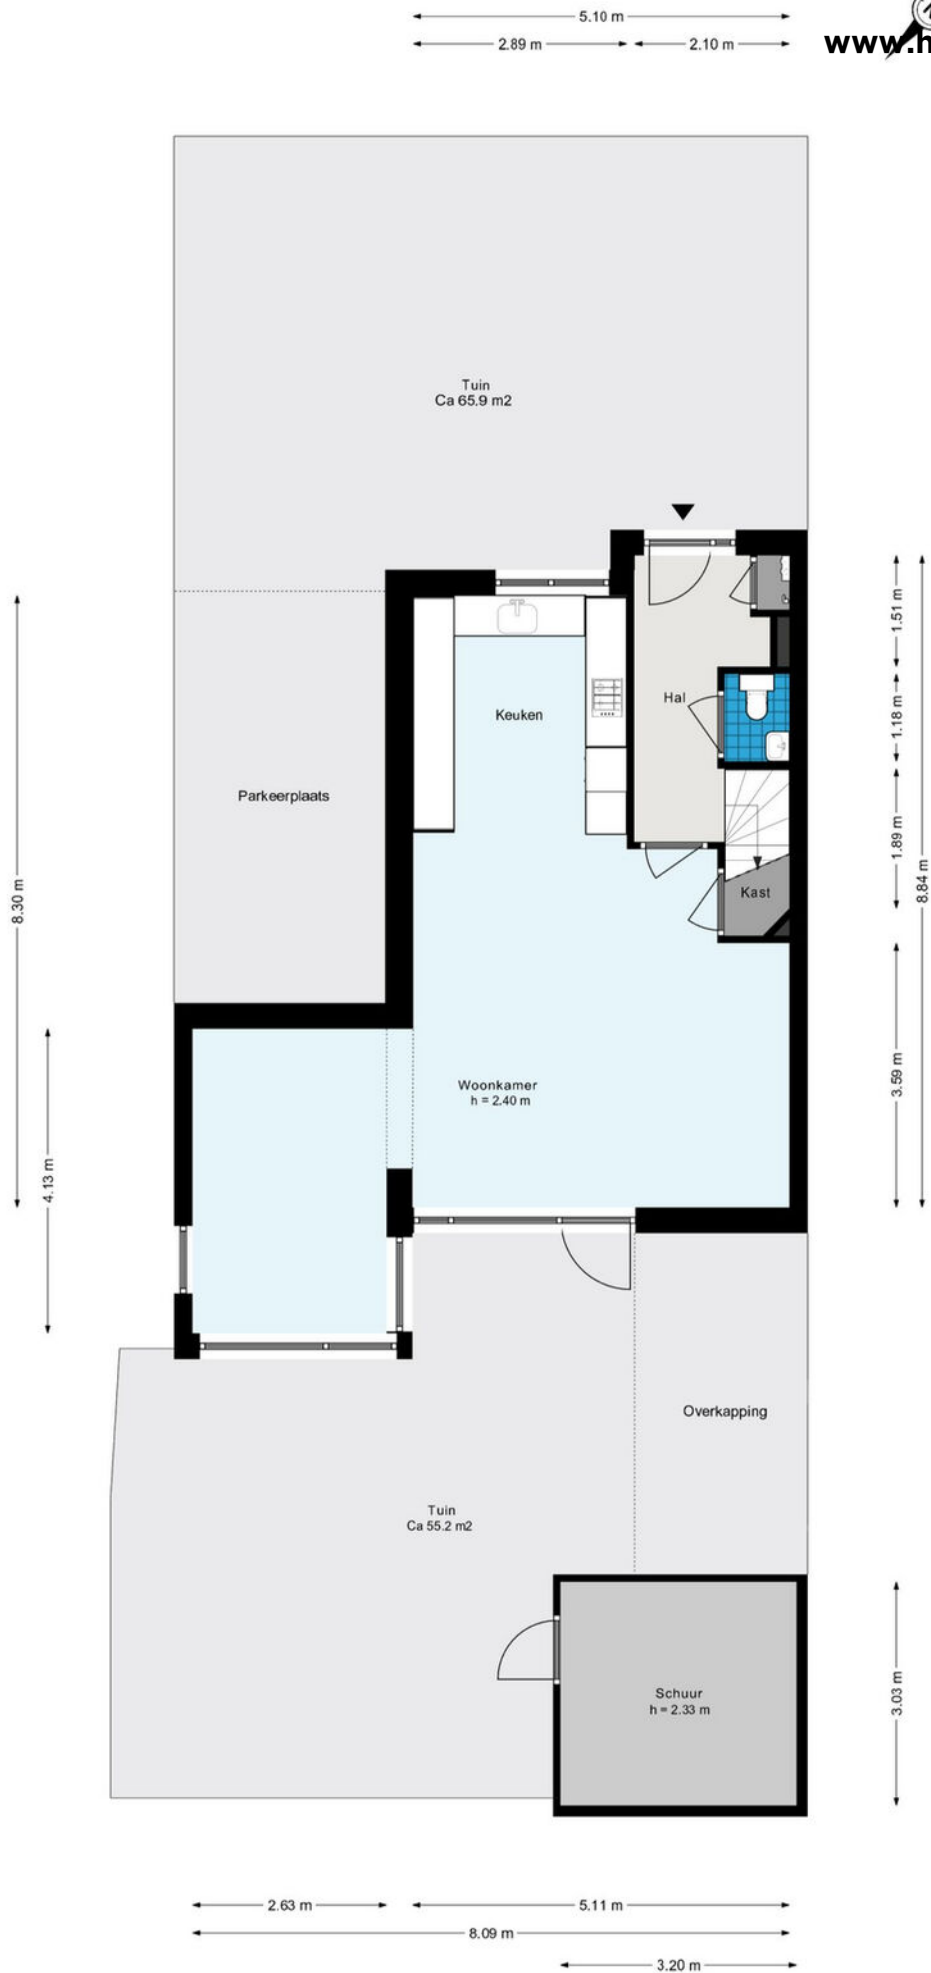 5.10 m
2.89 m
2.10 m
www.h
Tuin
Ca 65.9 m2
1.51 m
Hal
Keuken
1.18 m
Parkeerplaats
1.89 m
8.30 m
8.84 m
Kast
3.59 m
Woonkamer
h = 2.40 m
4.13 m
Overkapping
Tuin
Ca 55.2 m2
Schuur
h = 2.33 m
3.03 m
2.63 m
5.11 m
8.09 m
3.20 m